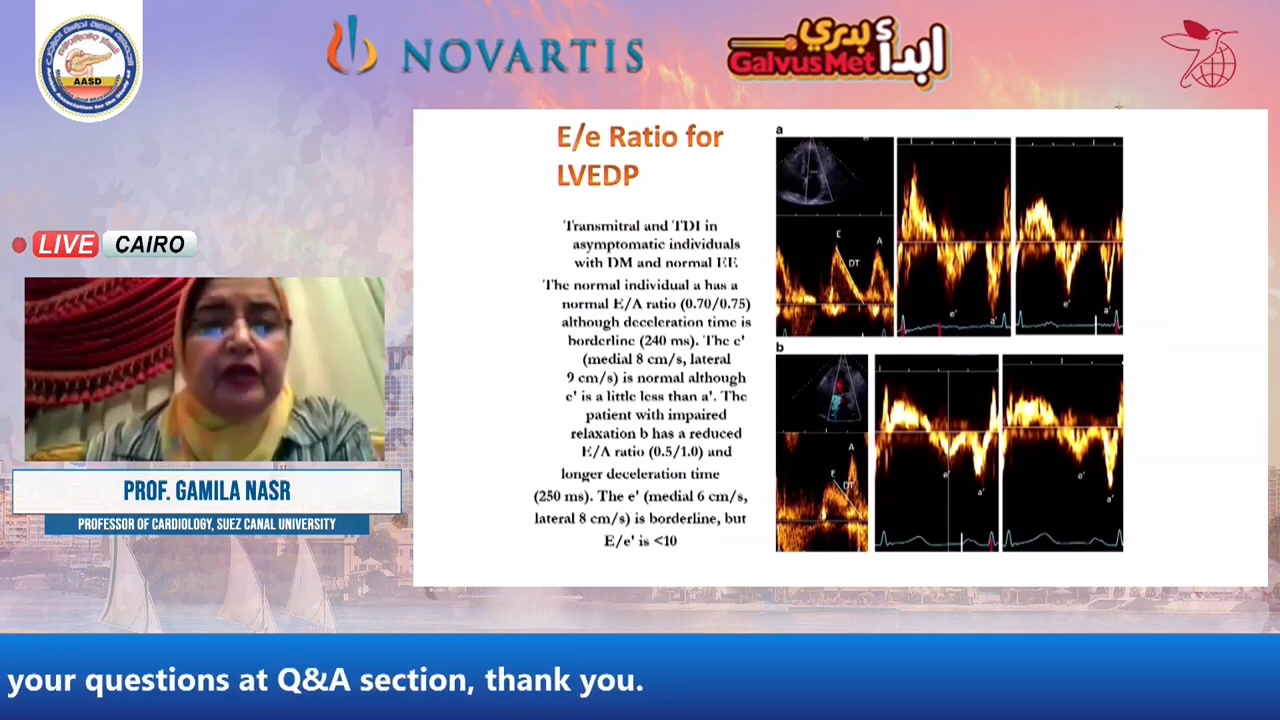 AASD
NOVARTIS
ابدأ بدري
GalvusMet
LIVE CAIRO
PROF. GAMILA NASR
PROFESSOR OF CARDIOLOGY, SUEZ CANAL UNIVERSITY
E/e Ratio for
LVEDP
Transmitral and TDI in
asymptomatic individuals
with DM and normal EF.
The normal individual a has a
normal E/A ratio (0.70/0.75)
although deceleration time is
borderline (240 ms). The e'
(medial 8 cm/s, lateral
9 cm/s) is normal although
e' is a little less than a'. The
patient with impaired
relaxation b has a reduced
E/A ratio (0.5/1.0) and
longer deceleration time
(250 ms). The e' (medial 6 cm/s,
lateral 8 cm/s) is borderline, but
E/e' is <10
a
E
A
DT
e'
a'
e'
a'
b
A
E
DT
e'
a'
e'
a'
your questions at Q&A section, thank you.